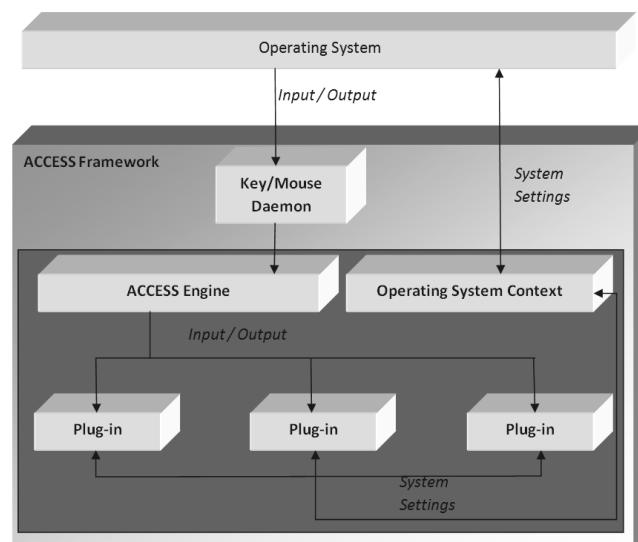 Operating System
Input / Output
ACCESS Framework
System
Settings
Key/Mouse
Daemon
ACCESS Engine
Operating System Context
Input / Output
Plug-in
Plug-in
Plug-in
System
Settings